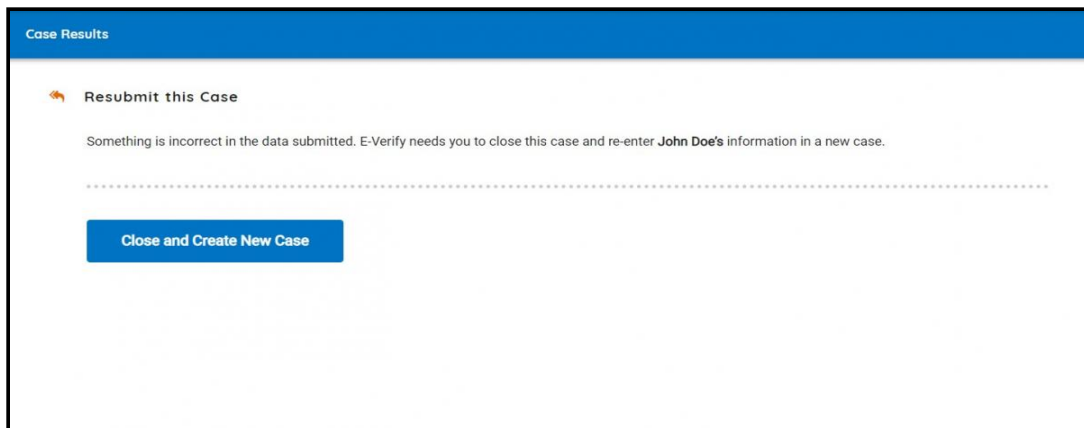 Case Results
Resubmit this Case
Something is incorrect in the data submitted. E-Verify needs you to close this case and re-enter John Doe's information in a new case.
Close and Create New Case